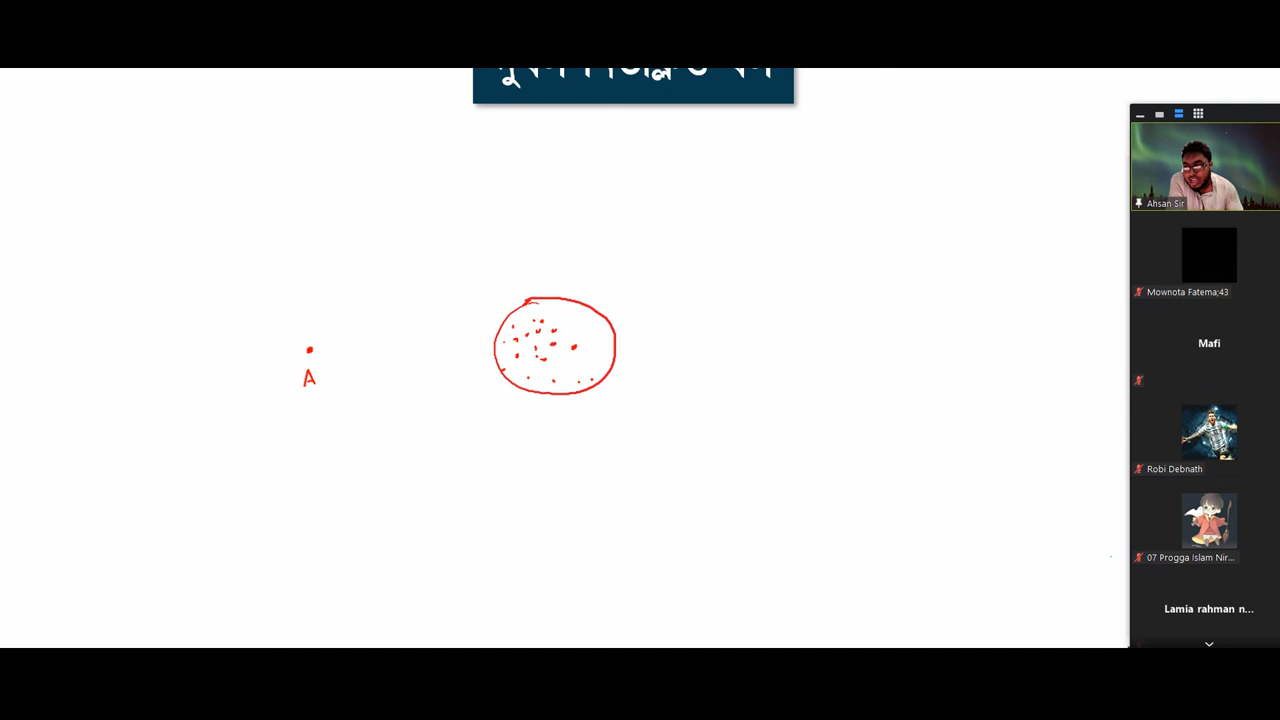 A
Ahsan Sir
Mownota Fatema;43
Mafi
Robi Debnath
07 Progga Islam Nir...
Lamia rahman n...